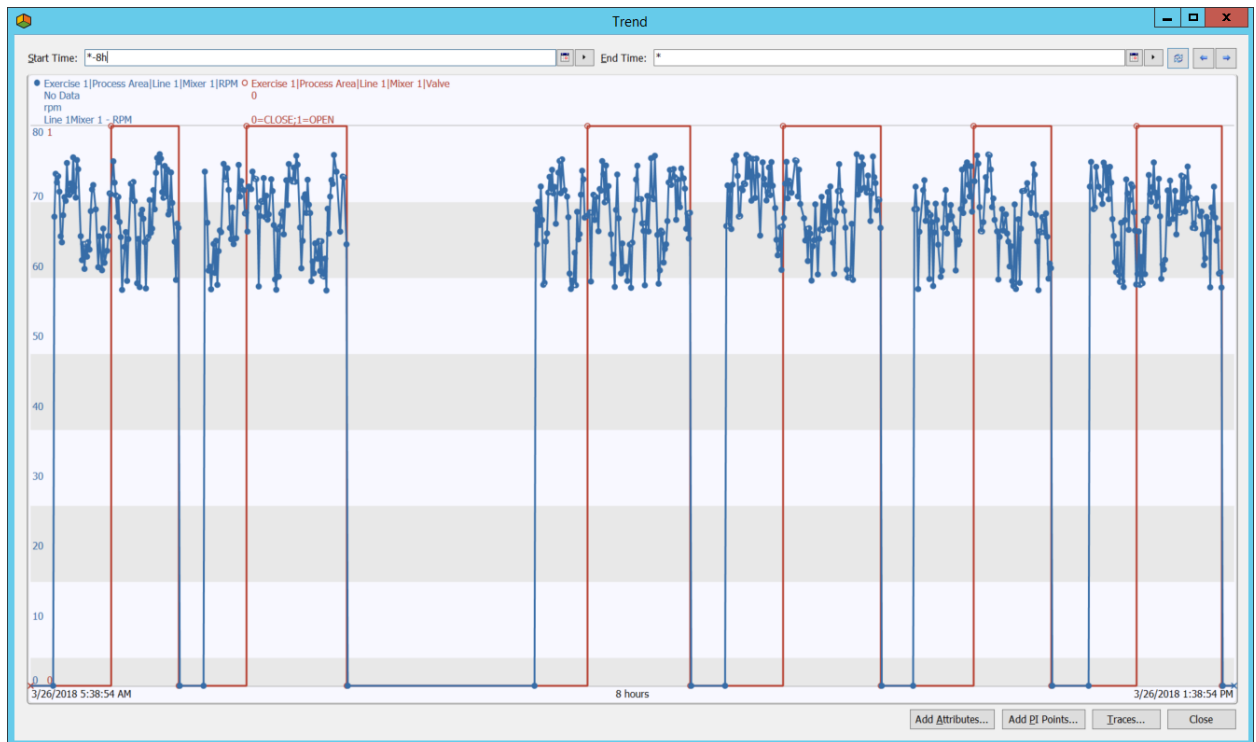 Trend
Start Time: *-8h End Time: *
Exercise 1|Process Area|Line 1|Mixer 1|RPM Exercise 1|Process Area|Line 1|Mixer 1|Valve
No Data 0
rpm
Line 1Mixer 1 - RPM 0=CLOSE;1=OPEN
80 1
70
60
50
40
30
20
10
0 0
3/26/2018 5:38:54 AM 8 hours 3/26/2018 1:38:54 PM
Add Attributes... Add PI Points... Traces... Close